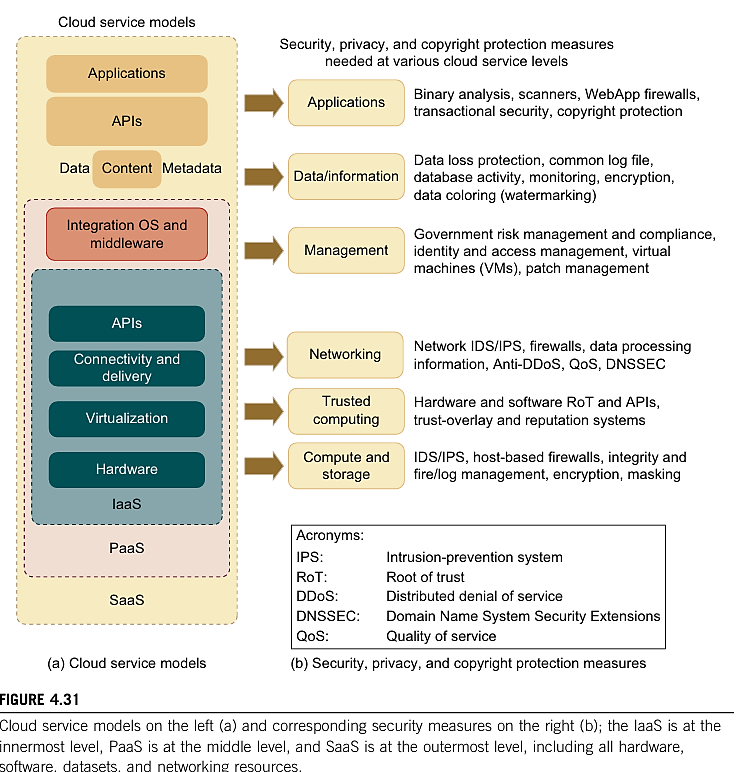 Cloud service models
Security, privacy, and copyright protection measures
needed at various cloud service levels
Applications
APIs
Data Content Metadata
Integration OS and
middleware
APIs
Connectivity and
delivery
Virtualization
Hardware
IaaS
PaaS
SaaS
Applications
Binary analysis, scanners, WebApp firewalls,
transactional security, copyright protection
Data/information
Data loss protection, common log file,
database activity, monitoring, encryption,
data coloring (watermarking)
Management
Government risk management and compliance,
identity and access management, virtual
machines (VMs), patch management
Networking
Network IDS/IPS, firewalls, data processing
information, Anti-DDoS, QoS, DNSSEC
Trusted
computing
Hardware and software RoT and APIs,
trust-overlay and reputation systems
Compute and
storage
IDS/IPS, host-based firewalls, integrity and
fire/log management, encryption, masking
Acronyms:
IPS: Intrusion-prevention system
RoT: Root of trust
DDoS: Distributed denial of service
DNSSEC: Domain Name System Security Extensions
QoS: Quality of service
(a) Cloud service models
(b) Security, privacy, and copyright protection measures
FIGURE 4.31
Cloud service models on the left (a) and corresponding security measures on the right (b); the IaaS is at the
innermost level, PaaS is at the middle level, and SaaS is at the outermost level, including all hardware,
software, datasets, and networking resources.